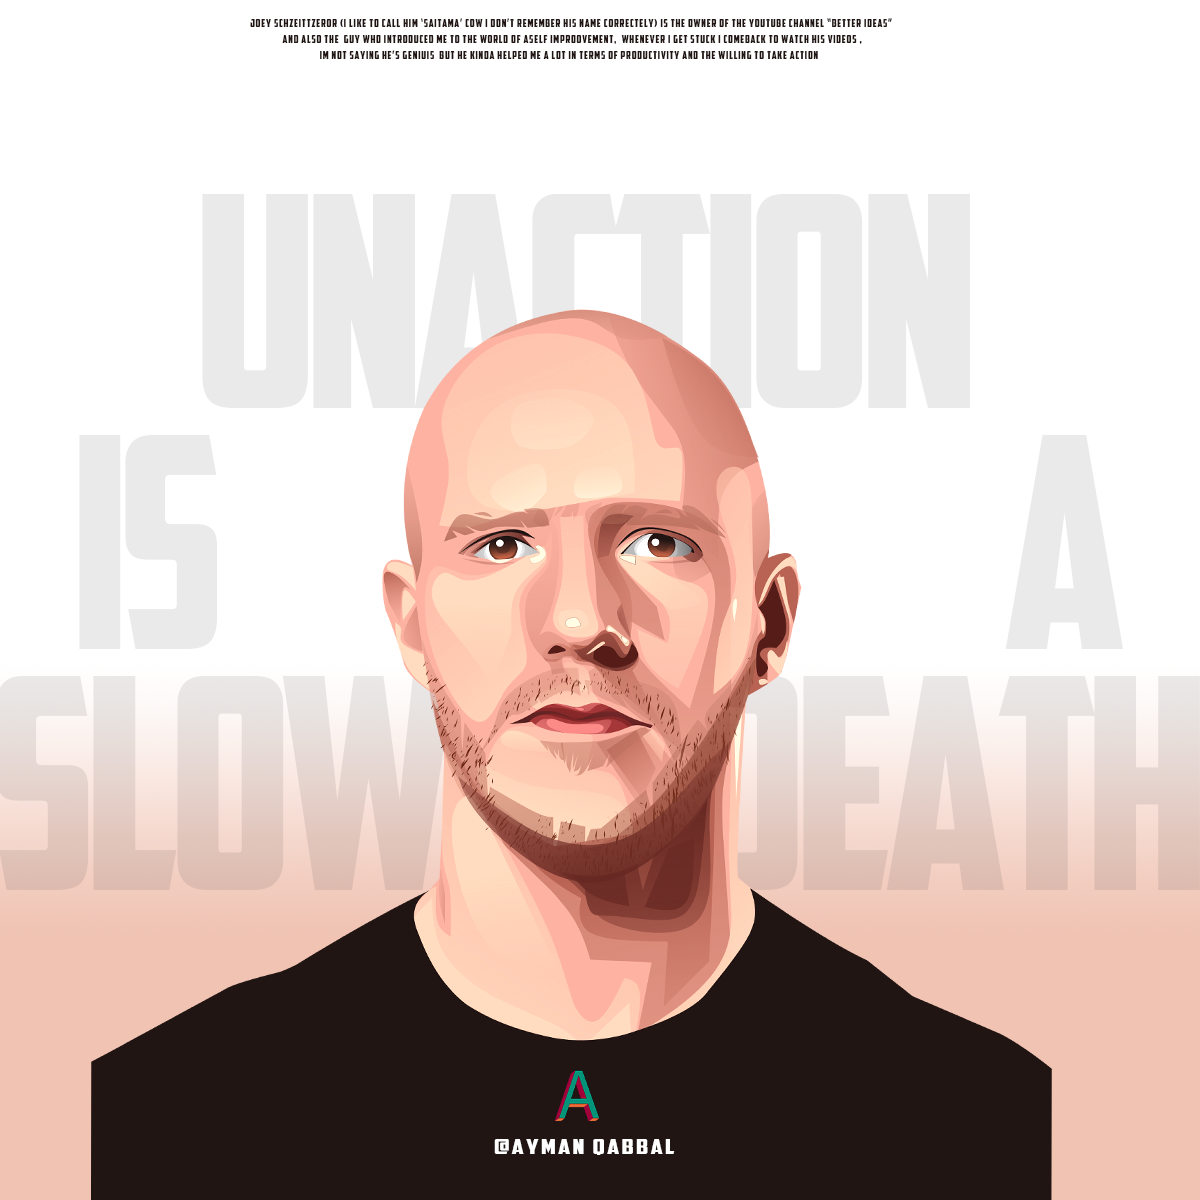 JOEY SCHZEITTZEROR (I LIKE TO CALL HIM 'SAITAMA' COW I DON'T REMEMBER HIS NAME CORRECTELY) IS THE OWNER OF THE YOUTUBE CHANNEL "BETTER IDEAS"
AND ALSO THE GUY WHO INTRODUCED ME TO THE WORLD OF ASELF IMPROOVEMENT, WHENEVER I GET STUCK I COMEBACK TO WATCH HIS VIDEOS ,
IM NOT SAYING HE'S GENIUIS BUT HE KINDA HELPED ME A LOT IN TERMS OF PRODUCTIVITY AND THE WILLING TO TAKE ACTION
UNACTION
IS A
SLOW DEATH
A
@AYMAN QABBAL